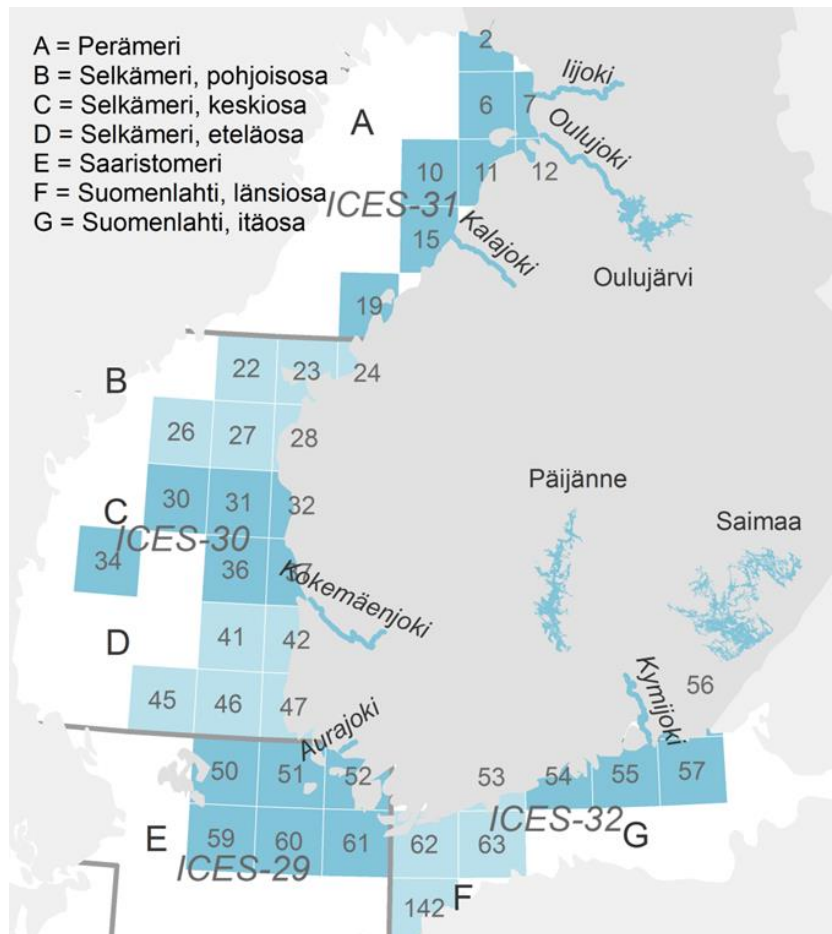 A = Perämeri
B = Selkämeri, pohjoisosa
C = Selkämeri, keskiosa
D = Selkämeri, eteläosa
E = Saaristomeri
F = Suomenlahti, länsiosa
G = Suomenlahti, itäosa
2
Iijoki
A
6
7
Oulujoki
10
11
12
ICES-31
15
Kalajoki
Oulujärvi
19
B
22
23
24
26
27
28
Päijänne
C
30
31
32
Saimaa
ICES-30
34
36
37
Kokemäenjoki
D
41
42
45
46
47
Kymijoki
56
Aurajoki
50
51
52
53
54
55
57
ICES-32
G
E
59
60
61
62
63
ICES-29
142
F